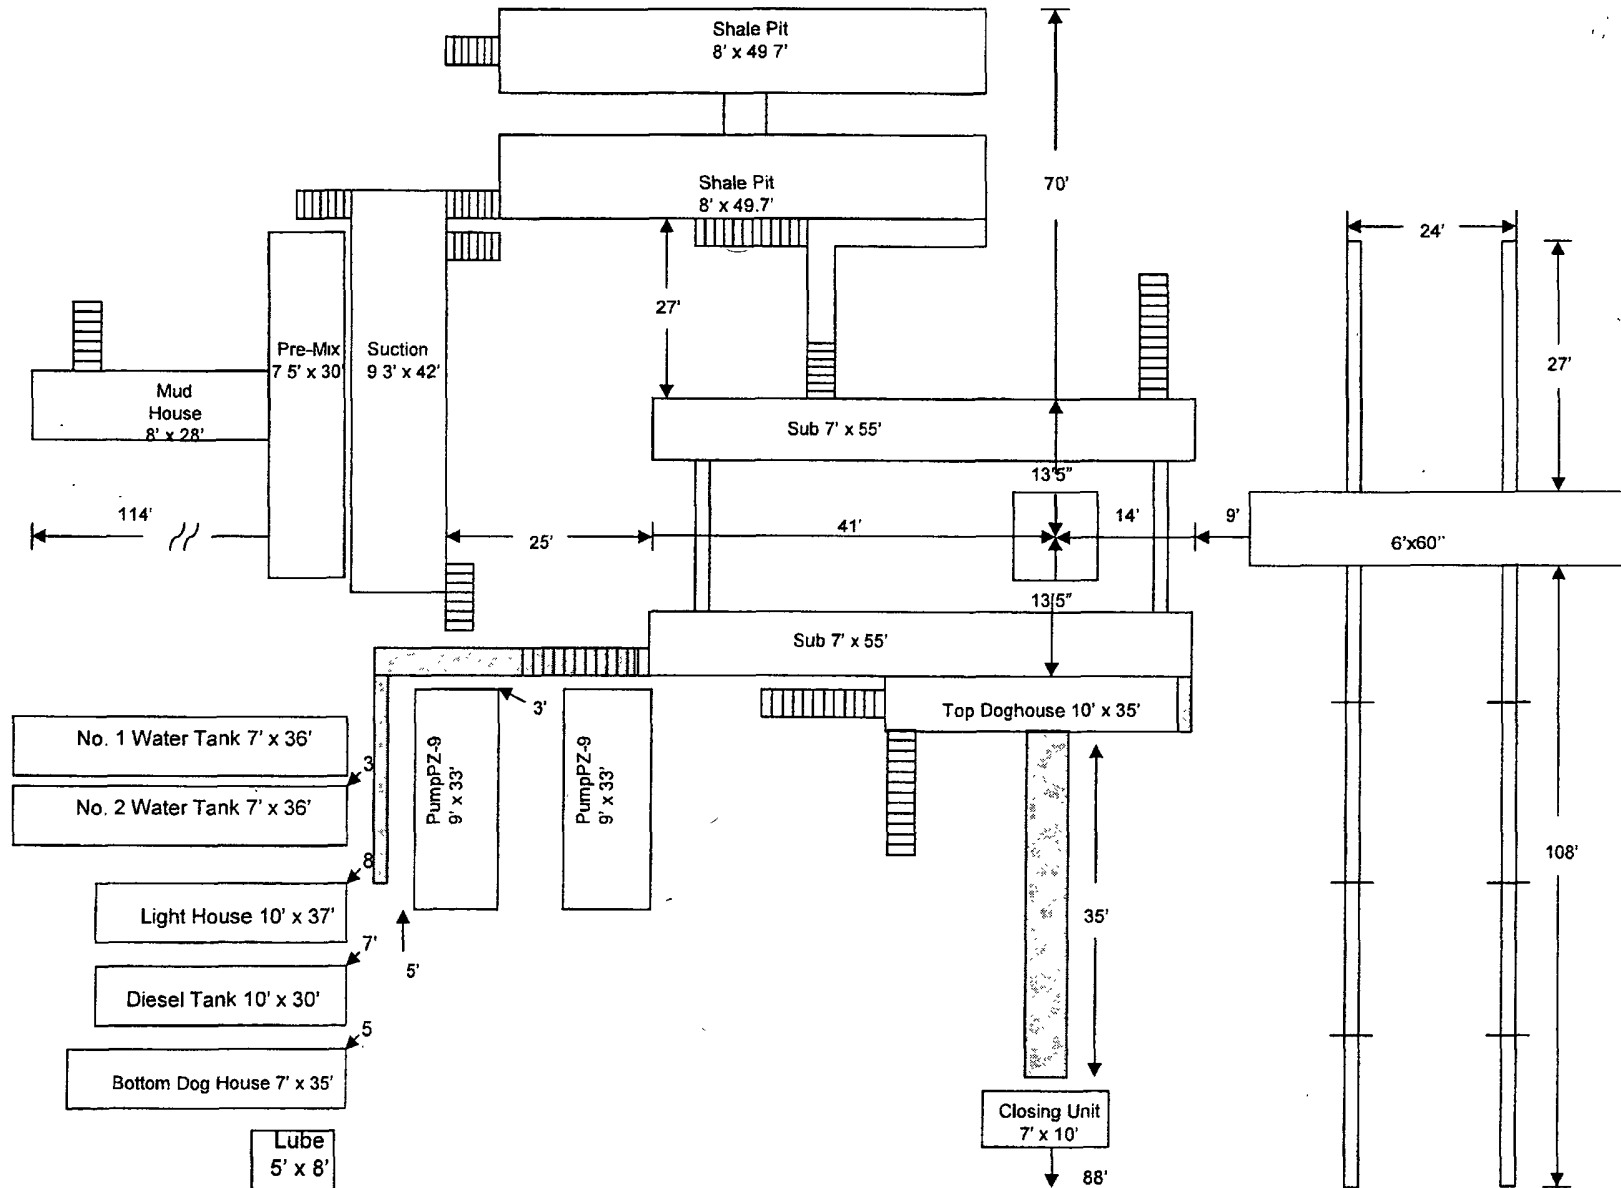 Shale Pit
8' x 49 7'
Shale Pit
8' x 49.7'
70'
24'
27'
27'
Pre-Mix
7 5' x 30'
Suction
9 3' x 42'
Mud
House
8' x 28'
Sub 7' x 55'
13'5"
114'
25'
41'
14'
9'
6'x60"
13'5"
Sub 7' x 55'
3'
Top Doghouse 10' x 35'
No. 1 Water Tank 7' x 36'
3
No. 2 Water Tank 7' x 36'
PumpPZ-9
9' x 33'
PumpPZ-9
9' x 33'
108'
8
Light House 10' x 37'
35'
7'
5'
Diesel Tank 10' x 30'
5
Bottom Dog House 7' x 35'
Closing Unit
7' x 10'
Lube
5' x 8'
88'